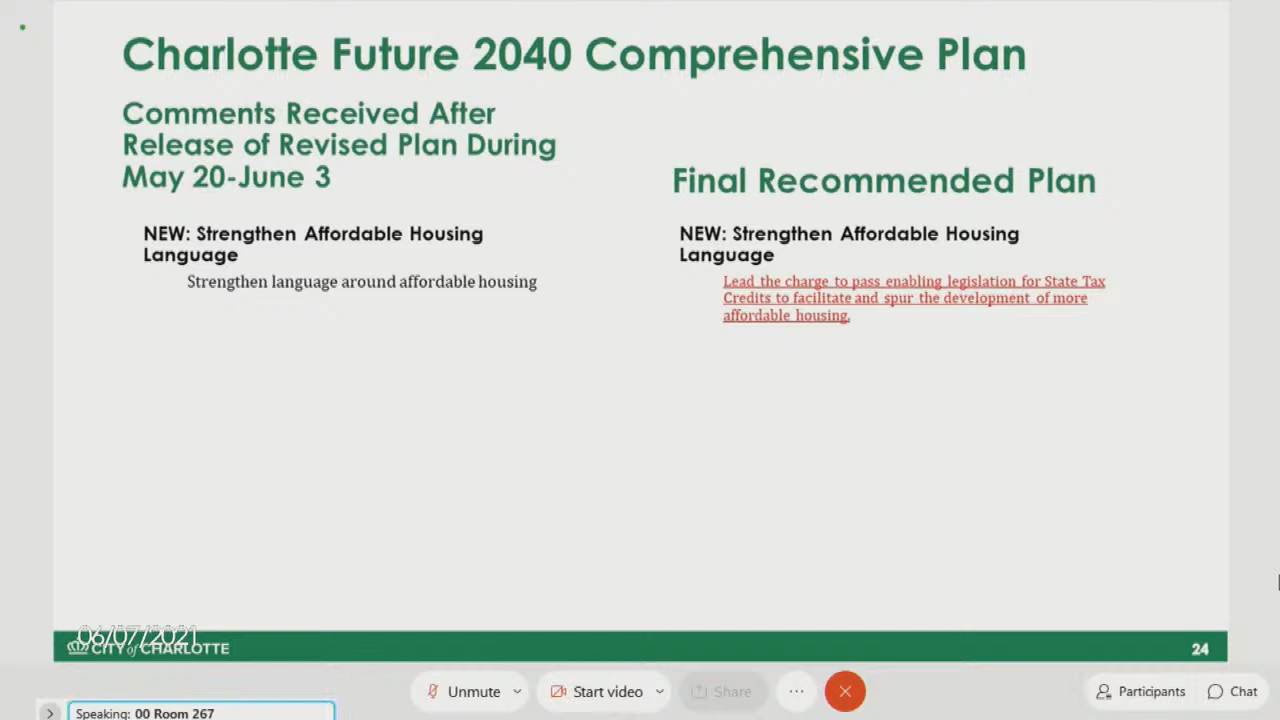 Charlotte Future 2040 Comprehensive Plan
Comments Received After
Release of Revised Plan During
May 20-June 3
NEW: Strengthen Affordable Housing
Language
Strengthen language around affordable housing
Final Recommended Plan
NEW: Strengthen Affordable Housing
Language
Lead the charge to pass enabling legislation for State Tax
Credits to facilitate and spur the development of more
affordable housing.
06/07/2021
CITY of CHARLOTTE
24
Unmute
Start video
Share
Participants
Chat
Speaking: 00 Room 267